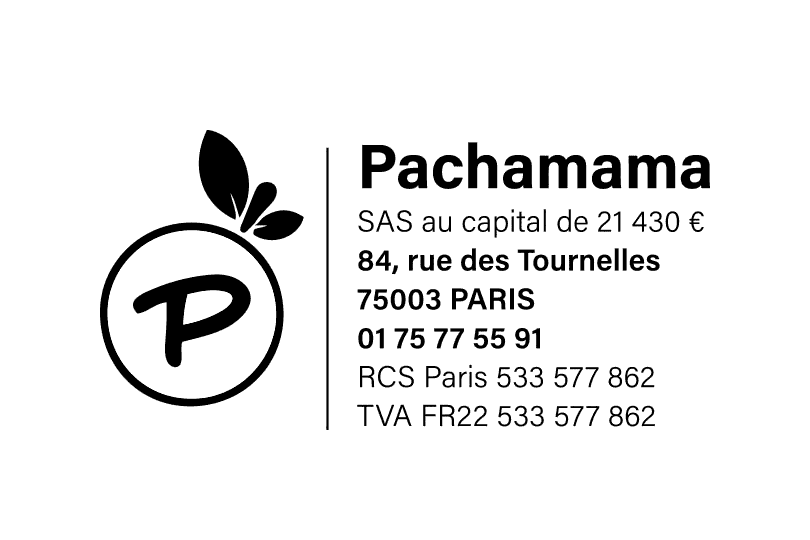 P
Pachamama
SAS au capital de 21 430 €
84, rue des Tournelles
75003 PARIS
01 75 77 55 91
RCS Paris 533 577 862
TVA FR22 533 577 862